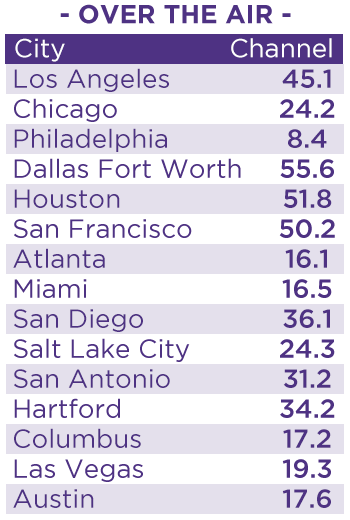 - OVER THE AIR -
City Channel
Los Angeles 45.1
Chicago 24.2
Philadelphia 8.4
Dallas Fort Worth 55.6
Houston 51.8
San Francisco 50.2
Atlanta 16.1
Miami 16.5
San Diego 36.1
Salt Lake City 24.3
San Antonio 31.2
Hartford 34.2
Columbus 17.2
Las Vegas 19.3
Austin 17.6